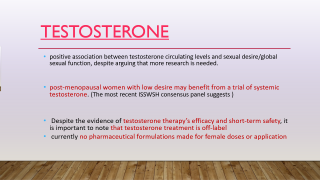 TESTOSTERONE
• positive association between testosterone circulating levels and sexual desire/global
sexual function, despite arguing that more research is needed.
• post-menopausal women with low desire may benefit from a trial of systemic
testosterone. (The most recent ISSWSH consensus panel suggests )
• Despite the evidence of testosterone therapy's efficacy and short-term safety, it
is important to note that testosterone treatment is off-label
• currently no pharmaceutical formulations made for female doses or application